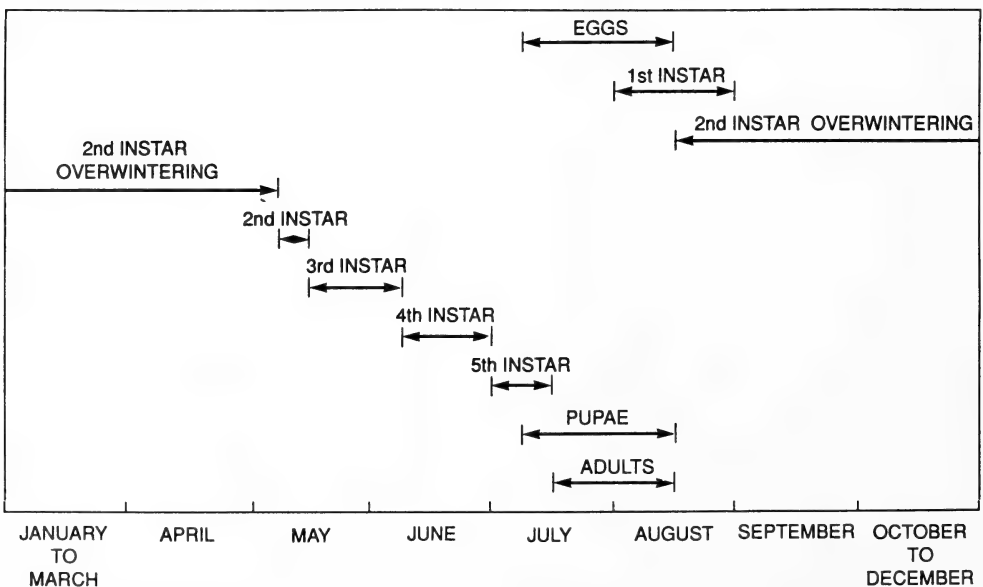 EGGS
1st INSTAR
2nd INSTAR OVERWINTERING
2nd INSTAR
OVERWINTERING
2nd INSTAR
3rd INSTAR
4th INSTAR
5th INSTAR
PUPAE
ADULTS
JANUARY
TO
MARCH
APRIL
MAY
JUNE
JULY
AUGUST
SEPTEMBER
OCTOBER
TO
DECEMBER